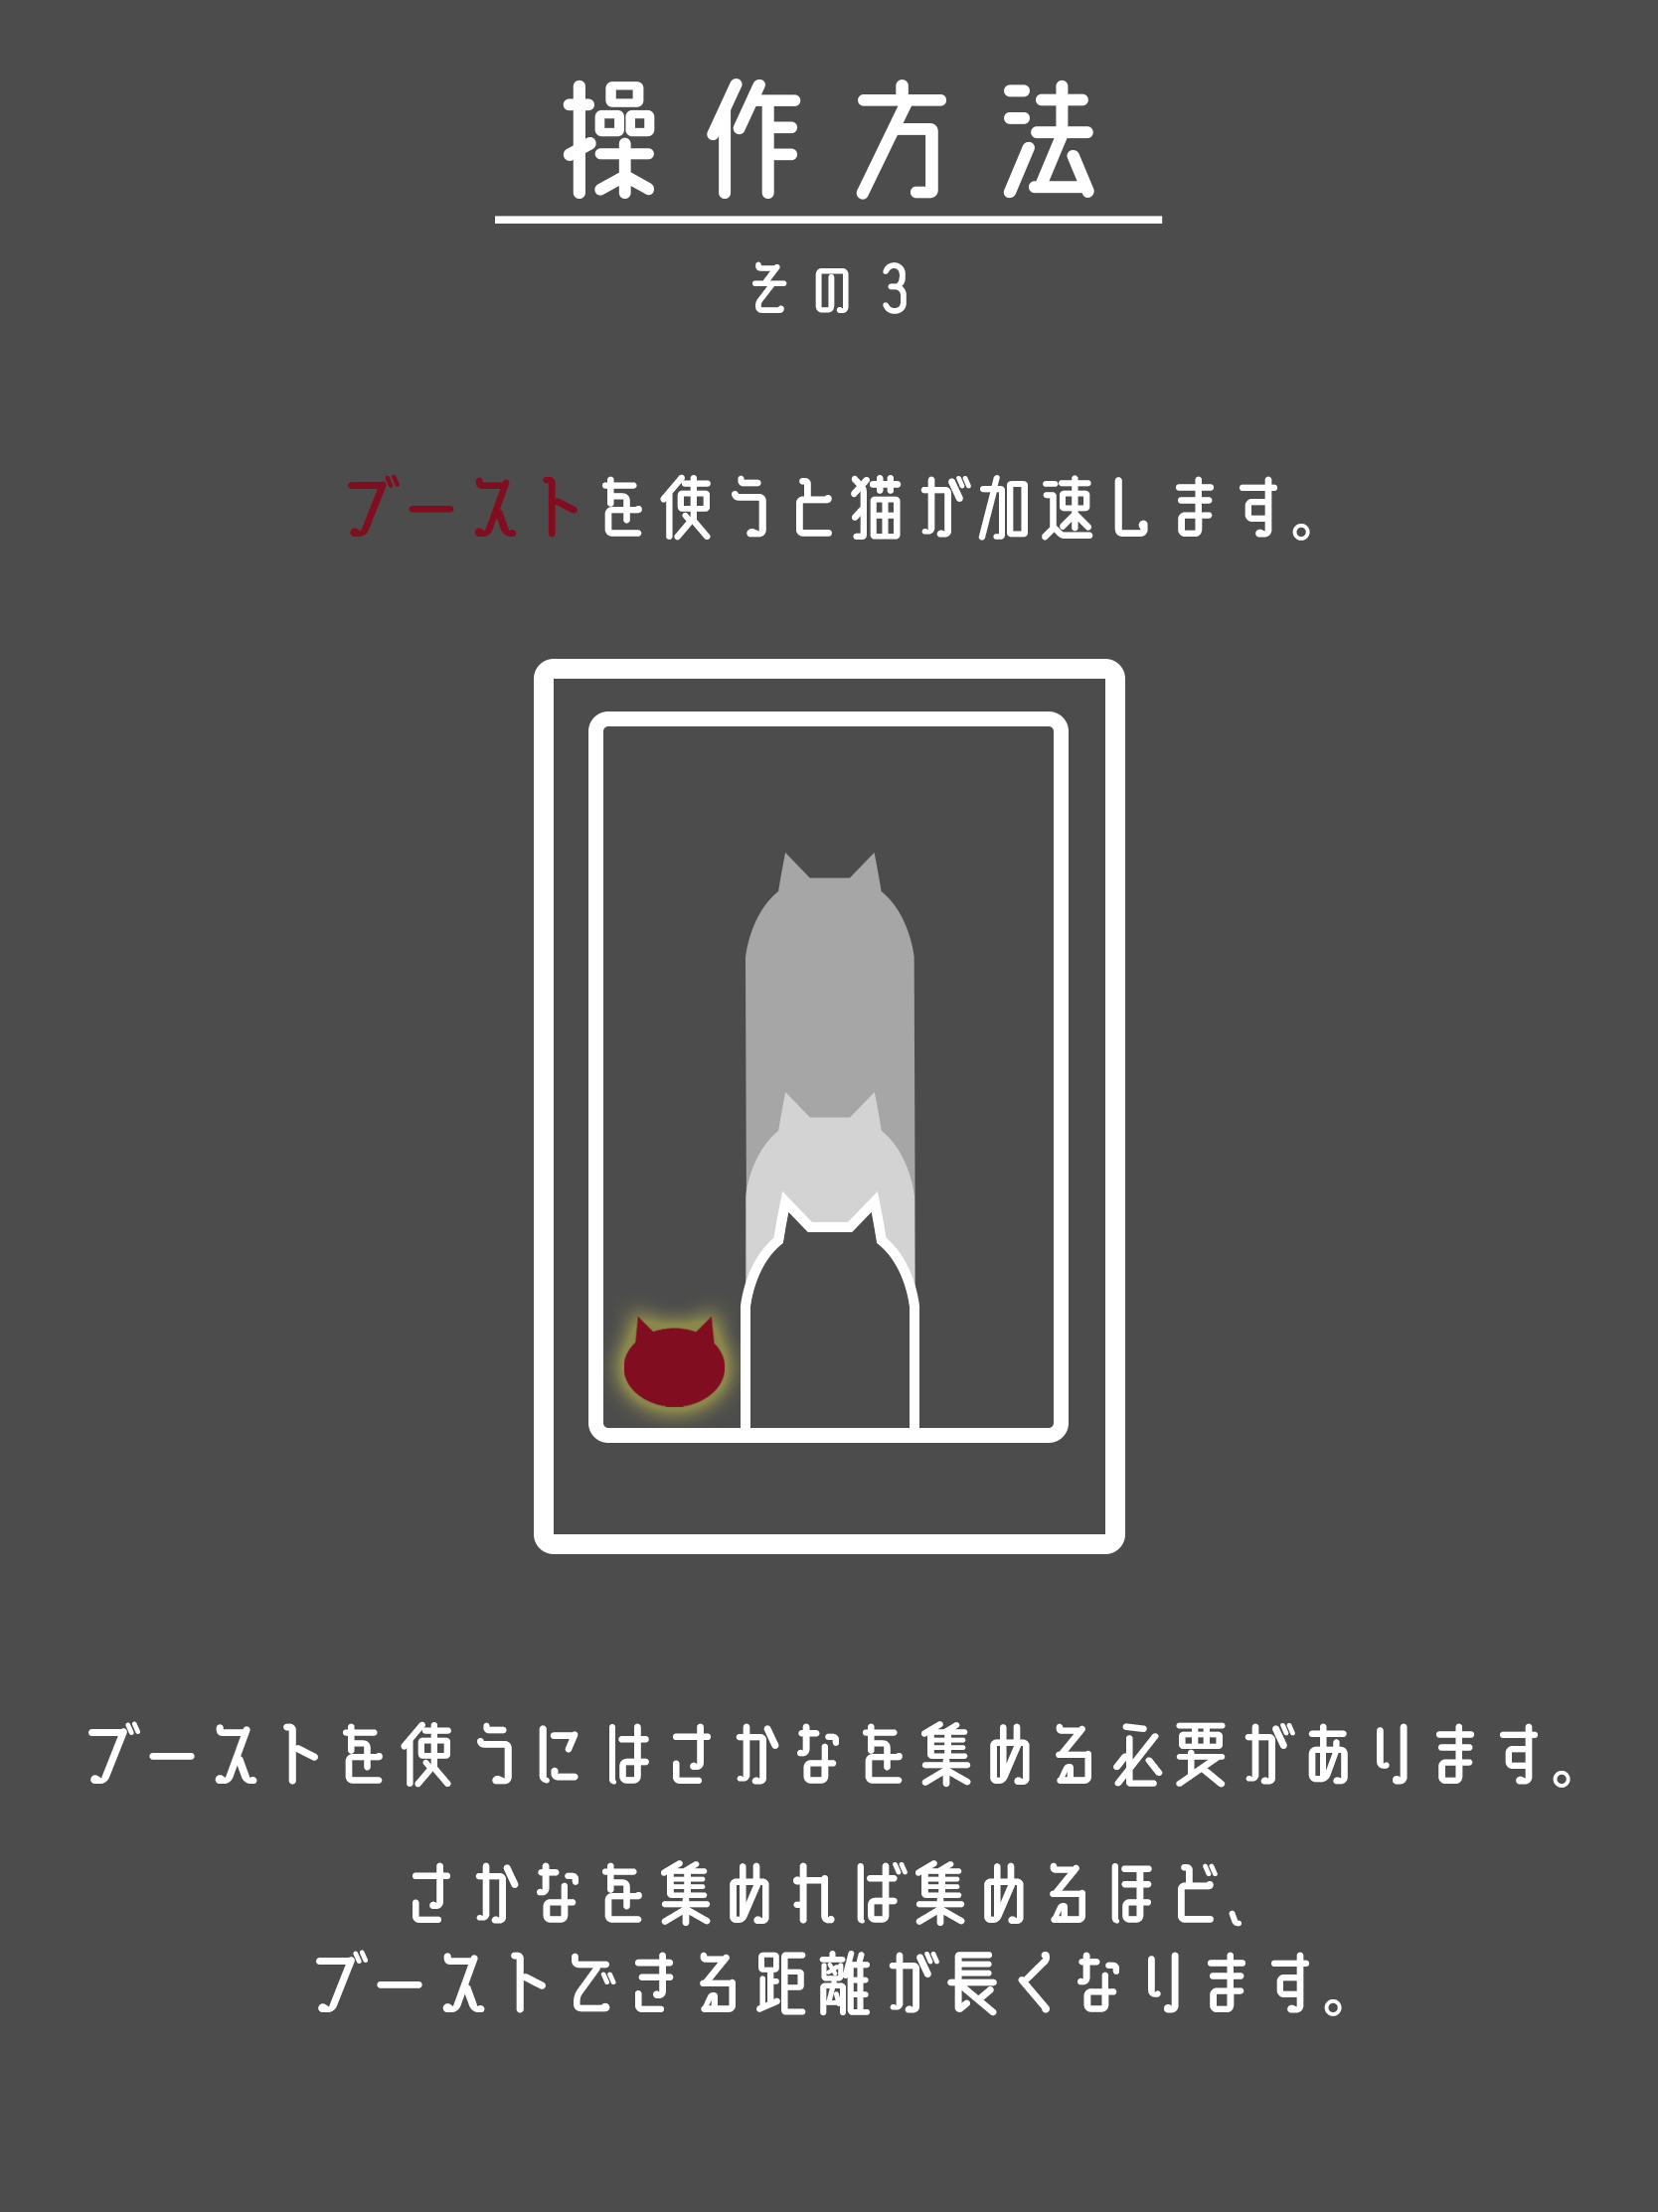 操作方法
その3
ブーストを使うと猫が加速します。
ブーストを使うにはさかなを集める必要があります。
さかなを集めれば集めるほど、
ブーストできる距離が長くなります。